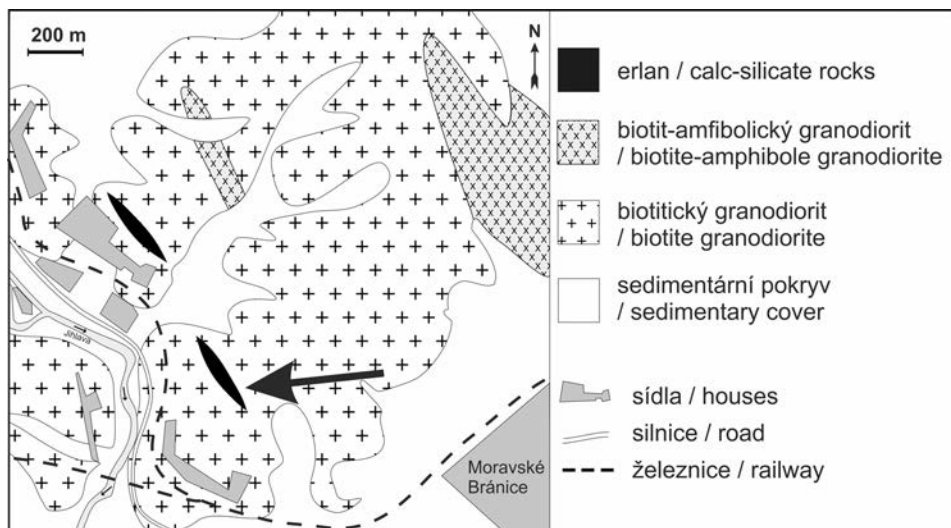 200 m
N
Jihlava
Moravské
Bránice
erlan / calc-silicate rocks
biotit-amfibolický granodiorit
/ biotite-amphibole granodiorite
biotitický granodiorit
/ biotite granodiorite
sedimentární pokryv
/ sedimentary cover
sídla / houses
silnice / road
železnice / railway